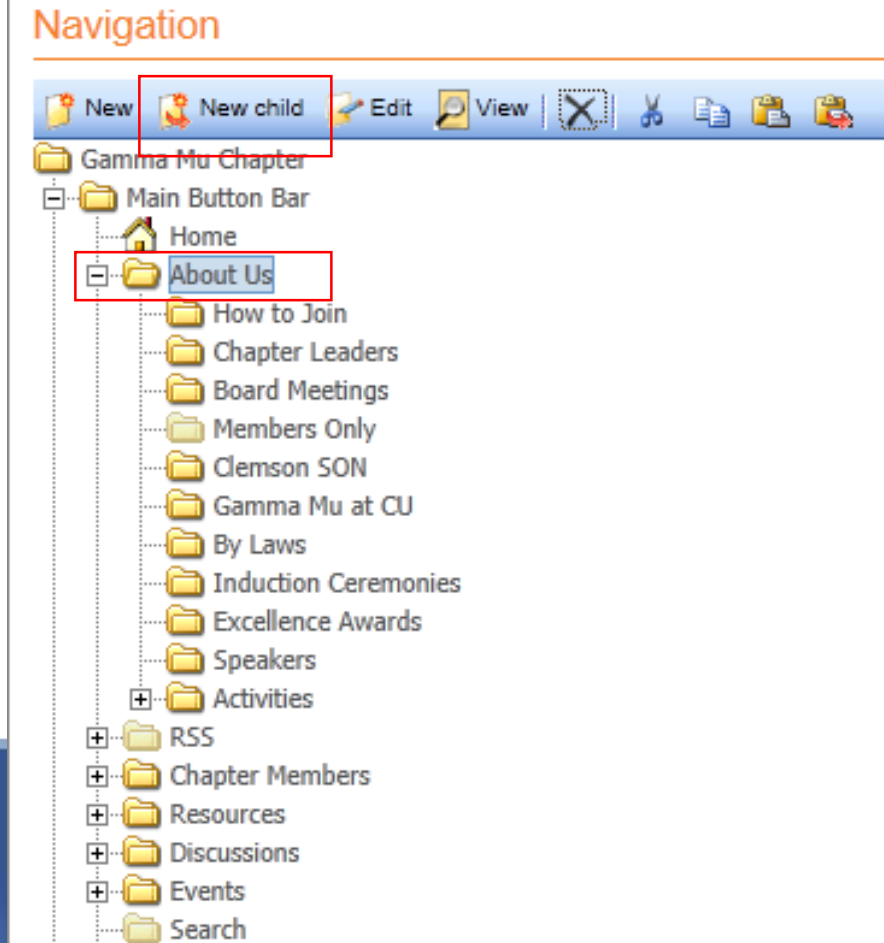 Navigation
New New child Edit View
Gamma Mu Chapter
Main Button Bar
Home
About Us
How to Join
Chapter Leaders
Board Meetings
Members Only
Clemson SON
Gamma Mu at CU
By Laws
Induction Ceremonies
Excellence Awards
Speakers
Activities
RSS
Chapter Members
Resources
Discussions
Events
Search